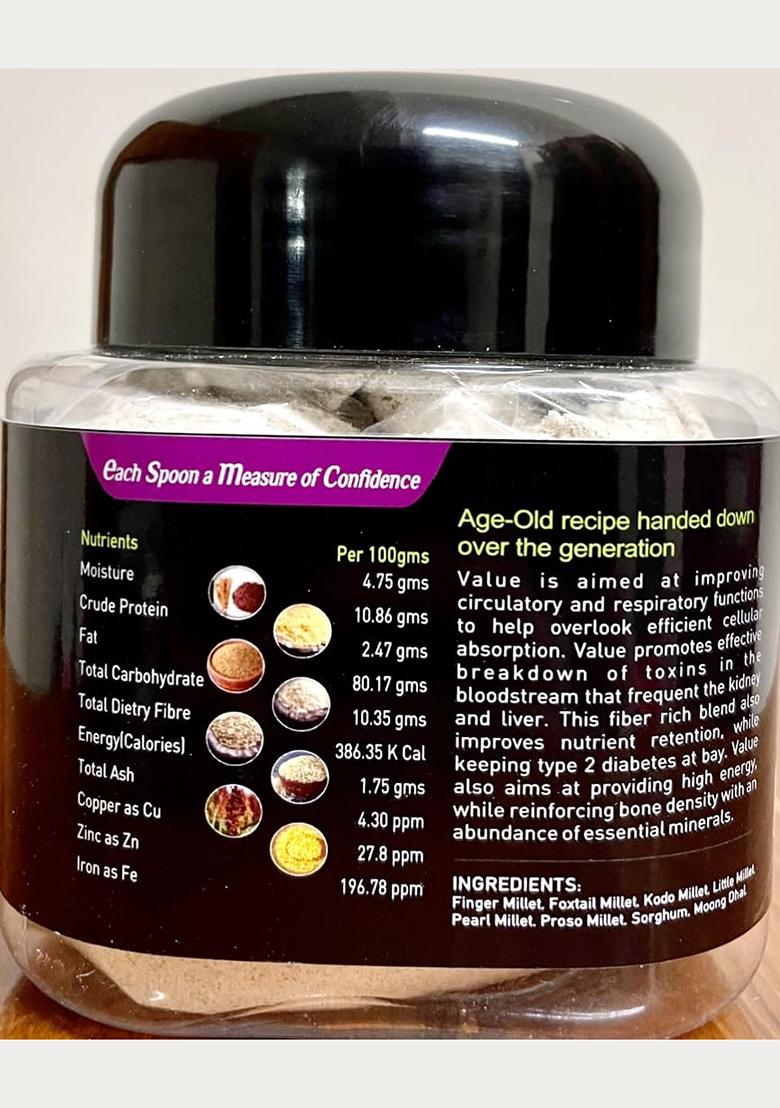 each Spoon a Measure of Confidence
Nutrients Per 100gms
Moisture 4.75 gms
Crude Protein 10.86 gms
Fat 2.47 gms
Total Carbohydrate 80.17 gms
Total Dietry Fibre 10.35 gms
Energy(Calories) 386.35 K Cal
Total Ash 1.75 gms
Copper as Cu 4.30 ppm
Zinc as Zn 27.8 ppm
Iron as Fe 196.78 ppm
Age-Old recipe handed down
over the generation
Value is aimed at improving
circulatory and respiratory functions
to help overlook efficient cellular
absorption. Value promotes effective
breakdown of toxins in the
bloodstream that frequent the kidney
and liver. This fiber rich blend also
improves nutrient retention, while
keeping type 2 diabetes at bay. Value
also aims at providing high energy,
while reinforcing bone density with an
abundance of essential minerals.
INGREDIENTS:
Finger Millet, Foxtail Millet, Kodo Millet, Little Millet,
Pearl Millet, Proso Millet, Sorghum, Moong Dhal.